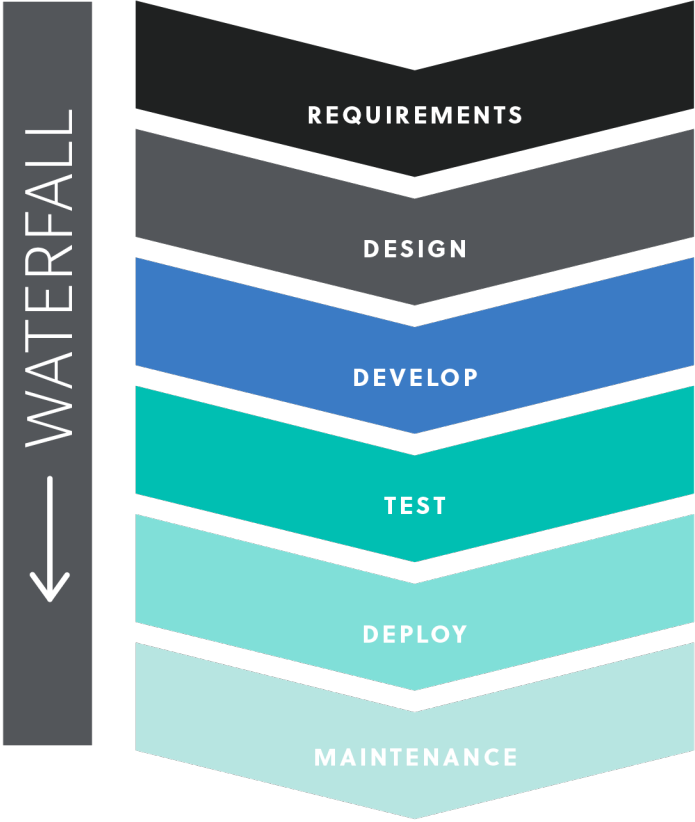 WATERFALL
REQUIREMENTS
DESIGN
DEVELOP
TEST
DEPLOY
MAINTENANCE